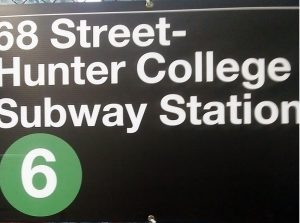 68 Street-
Hunter College
Subway Station
6